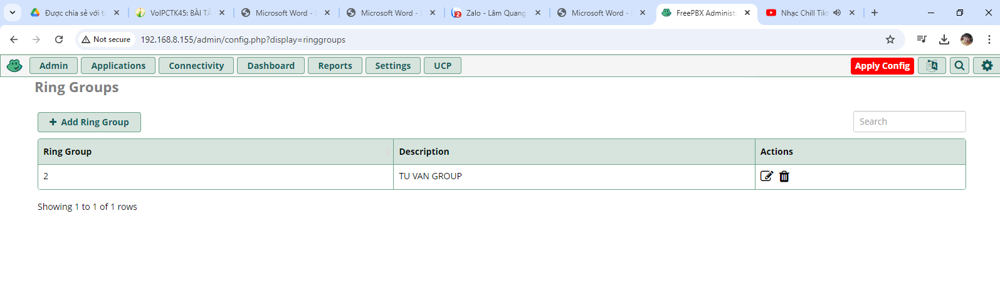 Được chia sẻ với t
VoIPCTK45: BÀI TẬ
Microsoft Word -
Microsoft Word -
Zalo - Lâm Quang
Microsoft Word -
FreePBX Administ
Nhạc Chill Tikt
Not secure
192.168.8.155/admin/config.php?display=ringgroups
Admin
Applications
Connectivity
Dashboard
Reports
Settings
UCP
Apply Config
Ring Groups
+ Add Ring Group
Search
Ring Group
Description
Actions
2
TU VAN GROUP
Showing 1 to 1 of 1 rows